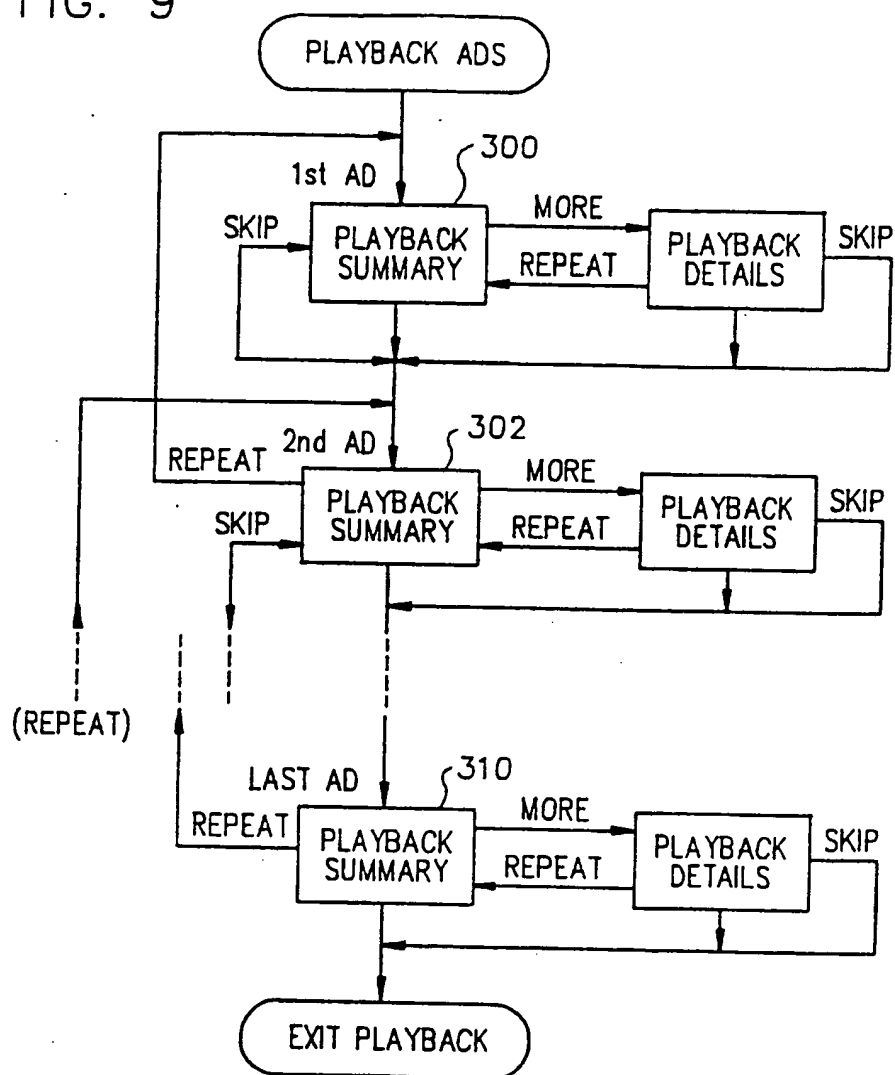 FIG. 9
PLAYBACK ADS
300
1st AD
MORE
SKIP
PLAYBACK
SUMMARY
REPEAT
PLAYBACK
DETAILS
SKIP
302
2nd AD
REPEAT
MORE
SKIP
PLAYBACK
SUMMARY
REPEAT
PLAYBACK
DETAILS
SKIP
(REPEAT)
310
LAST AD
MORE
REPEAT
PLAYBACK
SUMMARY
REPEAT
PLAYBACK
DETAILS
SKIP
EXIT PLAYBACK